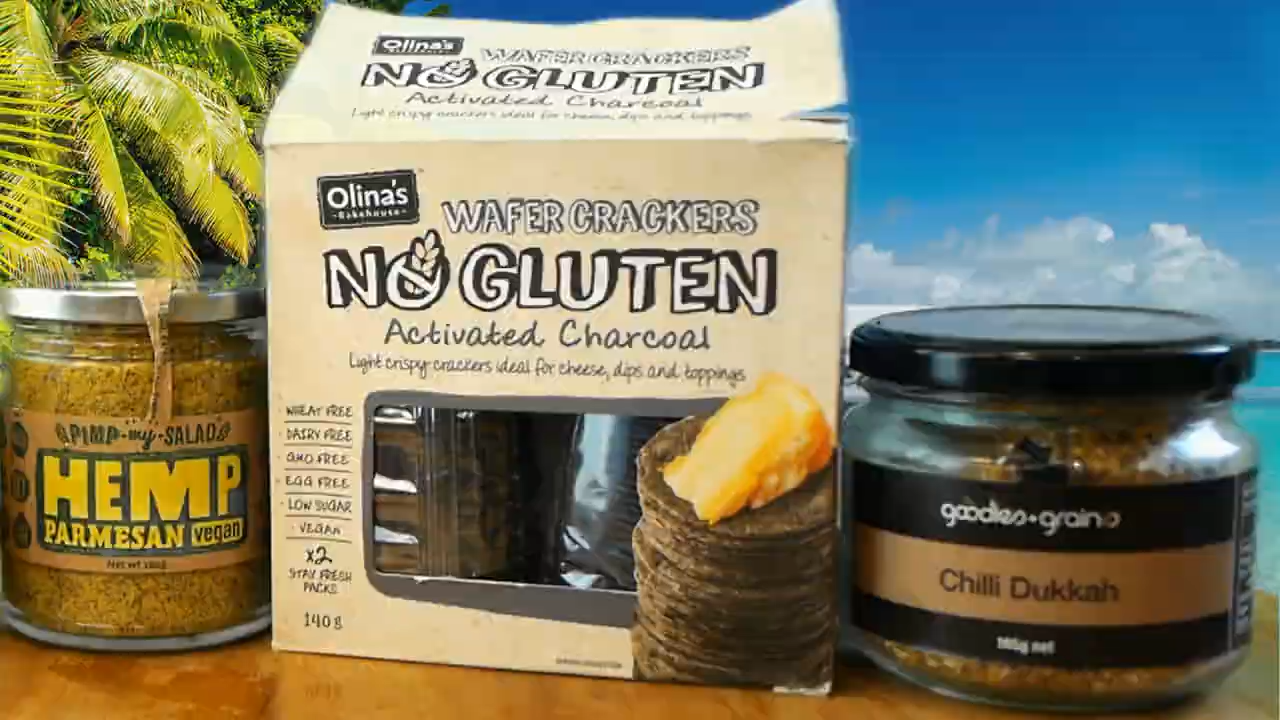 Olina's
Bakehouse
WAFER CRACKERS
NO GLUTEN
Activated Charcoal
Light crispy crackers ideal for cheese, dips and toppings
Olina's
-Bakehouse-
WAFER CRACKERS
NO GLUTEN
Activated Charcoal
Light crispy crackers ideal for cheese, dips and toppings
WHEAT FREE
DAIRY FREE
GMO FREE
EGG FREE
LOW SUGAR
VEGAN
x2
STAY FRESH
PACKS
140g
PIMP-my-SALAD
HEMP
PARMESAN vegan
goodies+grains
Chilli Dukkah